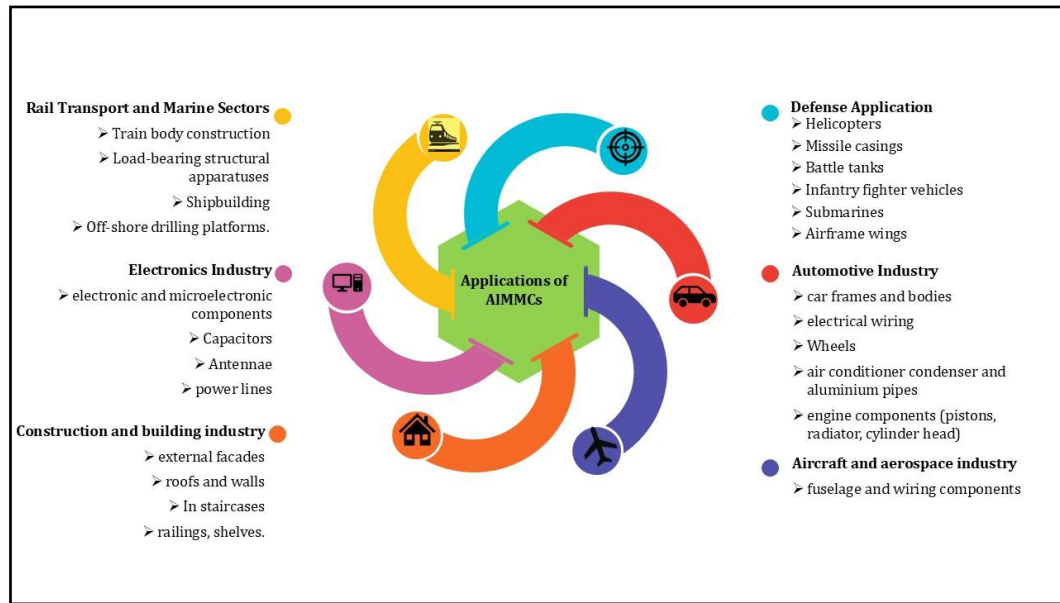 Rail Transport and Marine Sectors
➢ Train body construction
➢ Load-bearing structural
apparatuses
➢ Shipbuilding
➢ Off-shore drilling platforms.
Electronics Industry
➢ electronic and microelectronic
components
➢ Capacitors
➢ Antennae
➢ power lines
Construction and building industry
➢ external facades
➢ roofs and walls
➢ In staircases
➢ railings, shelves.
Applications of
AlMMCs
Defense Application
➢ Helicopters
➢ Missile casings
➢ Battle tanks
➢ Infantry fighter vehicles
➢ Submarines
➢ Airframe wings
Automotive Industry
➢ car frames and bodies
➢ electrical wiring
➢ Wheels
➢ air conditioner condenser and
aluminium pipes
➢ engine components (pistons,
radiator, cylinder head)
Aircraft and aerospace industry
➢ fuselage and wiring components